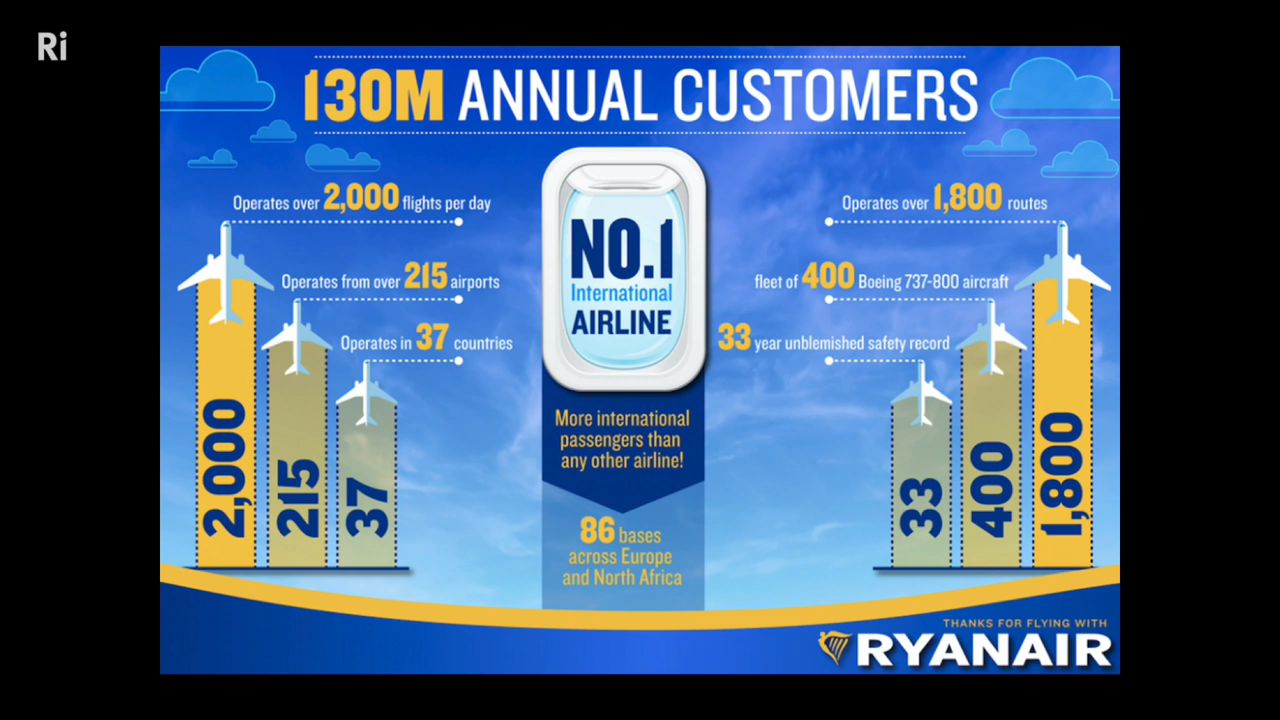 Ri
130M ANNUAL CUSTOMERS
Operates over 2,000 flights per day
Operates from over 215 airports
Operates in 37 countries
2,000
215
37
NO.1
International
AIRLINE
More international
passengers than
any other airline!
86 bases
across Europe
and North Africa
Operates over 1,800 routes
fleet of 400 Boeing 737-800 aircraft
33 year unblemished safety record
33
400
1,800
THANKS FOR FLYING WITH
RYANAIR